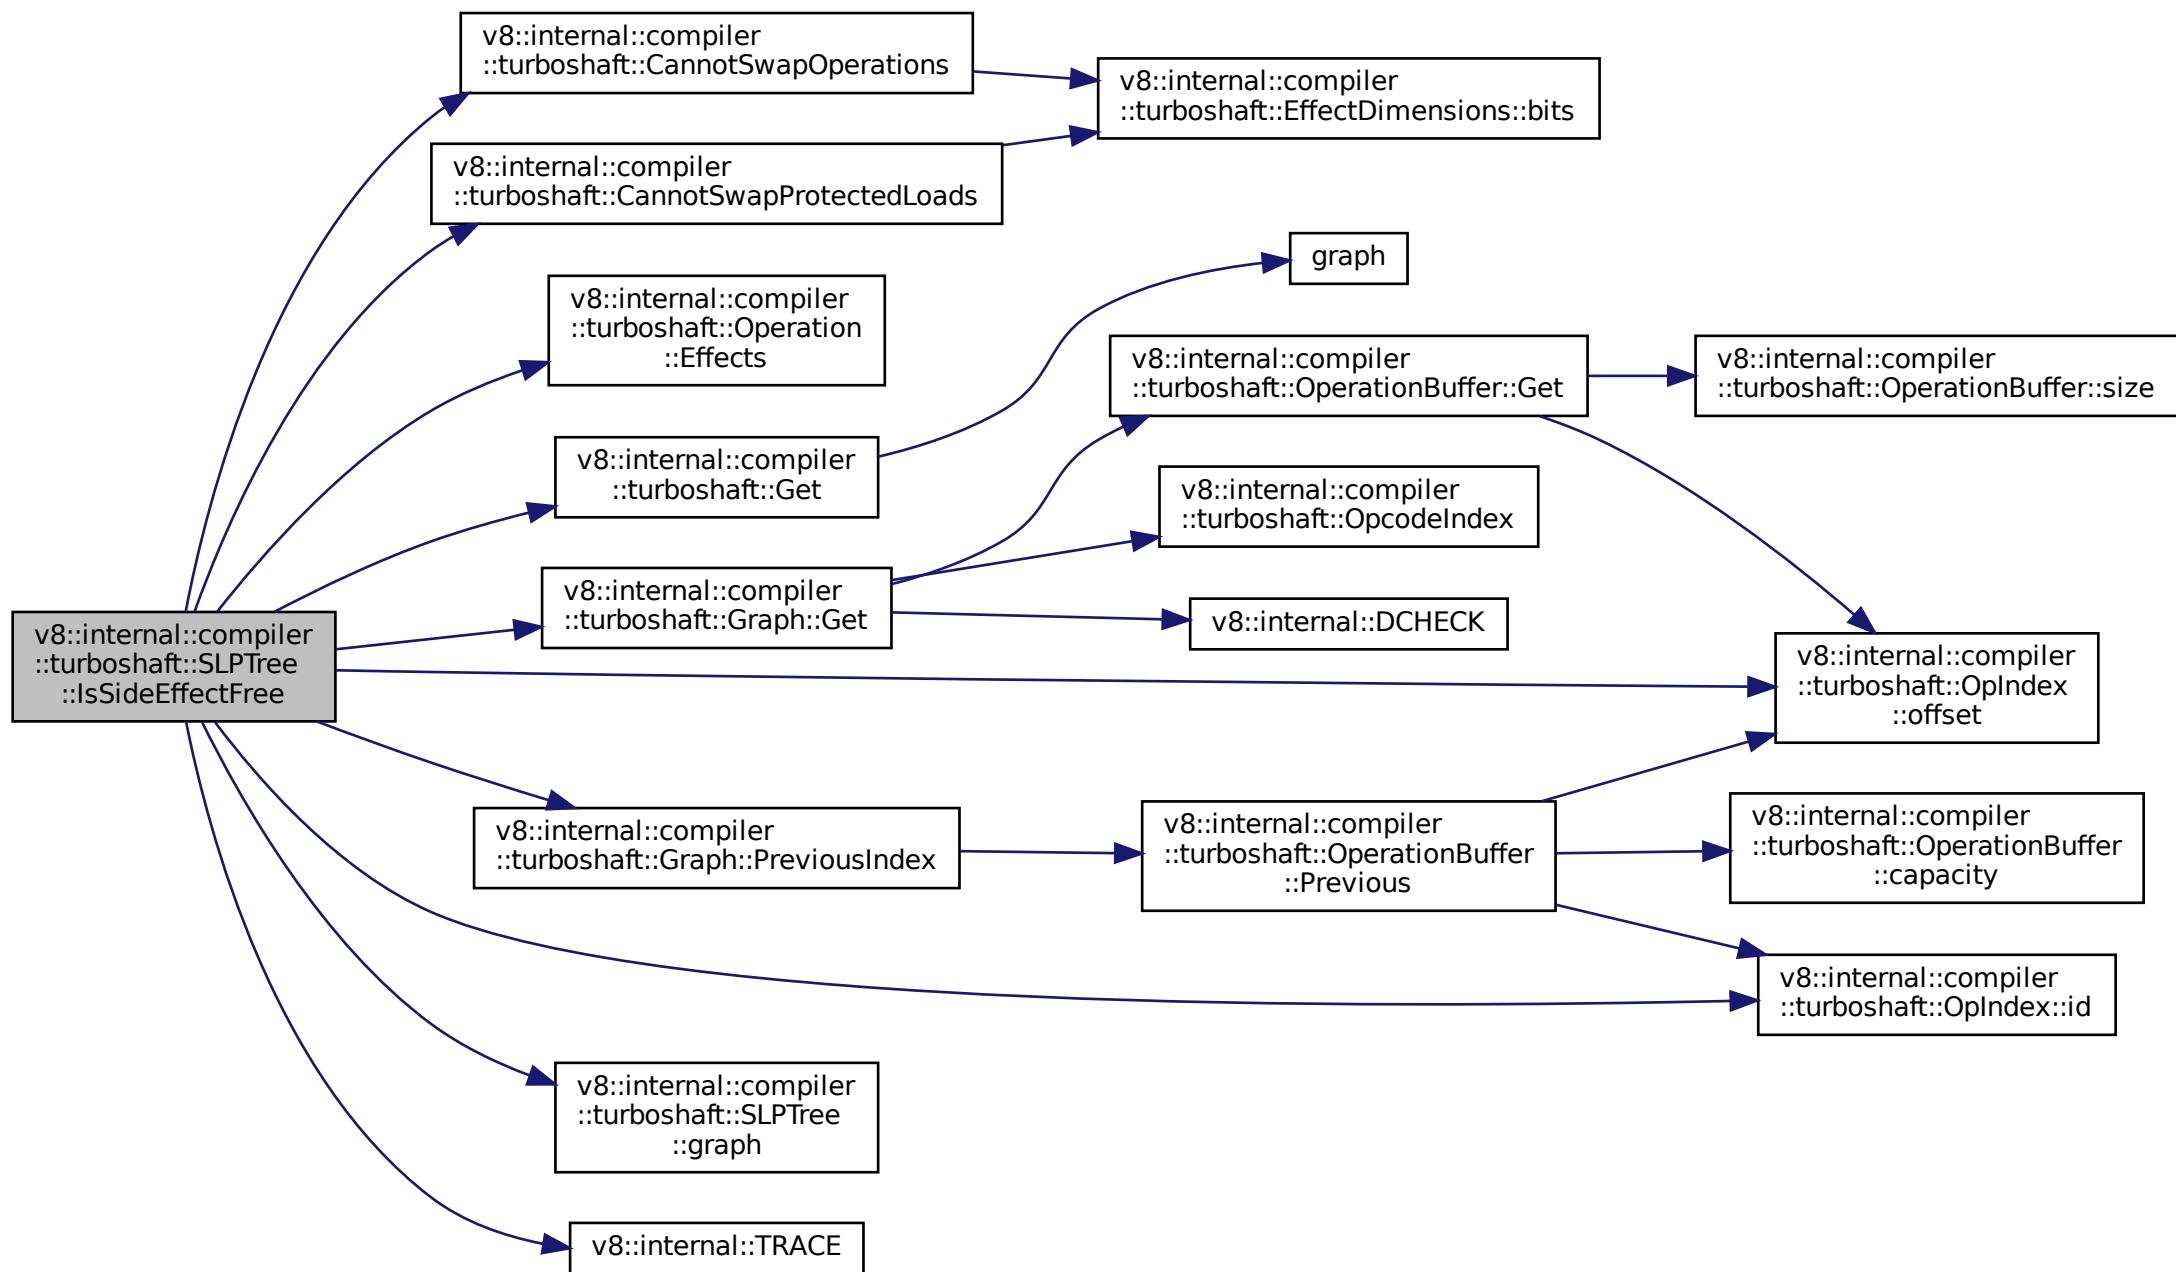 v8::internal::compiler
::turboshaft::SLPTree
::IsSideEffectFree
v8::internal::compiler
::turboshaft::CannotSwapOperations
v8::internal::compiler
::turboshaft::EffectDimensions::bits
v8::internal::compiler
::turboshaft::CannotSwapProtectedLoads
v8::internal::compiler
::turboshaft::Operation
::Effects
v8::internal::compiler
::turboshaft::Get
graph
v8::internal::compiler
::turboshaft::Graph::Get
v8::internal::compiler
::turboshaft::OperationBuffer::Get
v8::internal::compiler
::turboshaft::OperationBuffer::size
v8::internal::compiler
::turboshaft::OpcodeIndex
v8::internal::DCHECK
v8::internal::compiler
::turboshaft::OpIndex
::offset
v8::internal::compiler
::turboshaft::Graph::PreviousIndex
v8::internal::compiler
::turboshaft::OperationBuffer
::Previous
v8::internal::compiler
::turboshaft::OperationBuffer
::capacity
v8::internal::compiler
::turboshaft::OpIndex::id
v8::internal::compiler
::turboshaft::SLPTree
::graph
v8::internal::TRACE